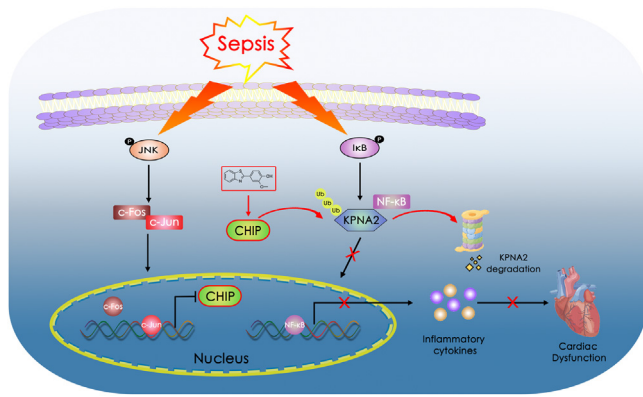 Sepsis
P
JNK
IκB
P
c-Fos
c-Jun
CHIP
Ub
Ub
Ub
NF-κB
KPNA2
KPNA2
degradation
c-Fos
c-Jun
CHIP
NF-κB
Nucleus
Inflammatory
cytokines
Cardiac
Dysfunction